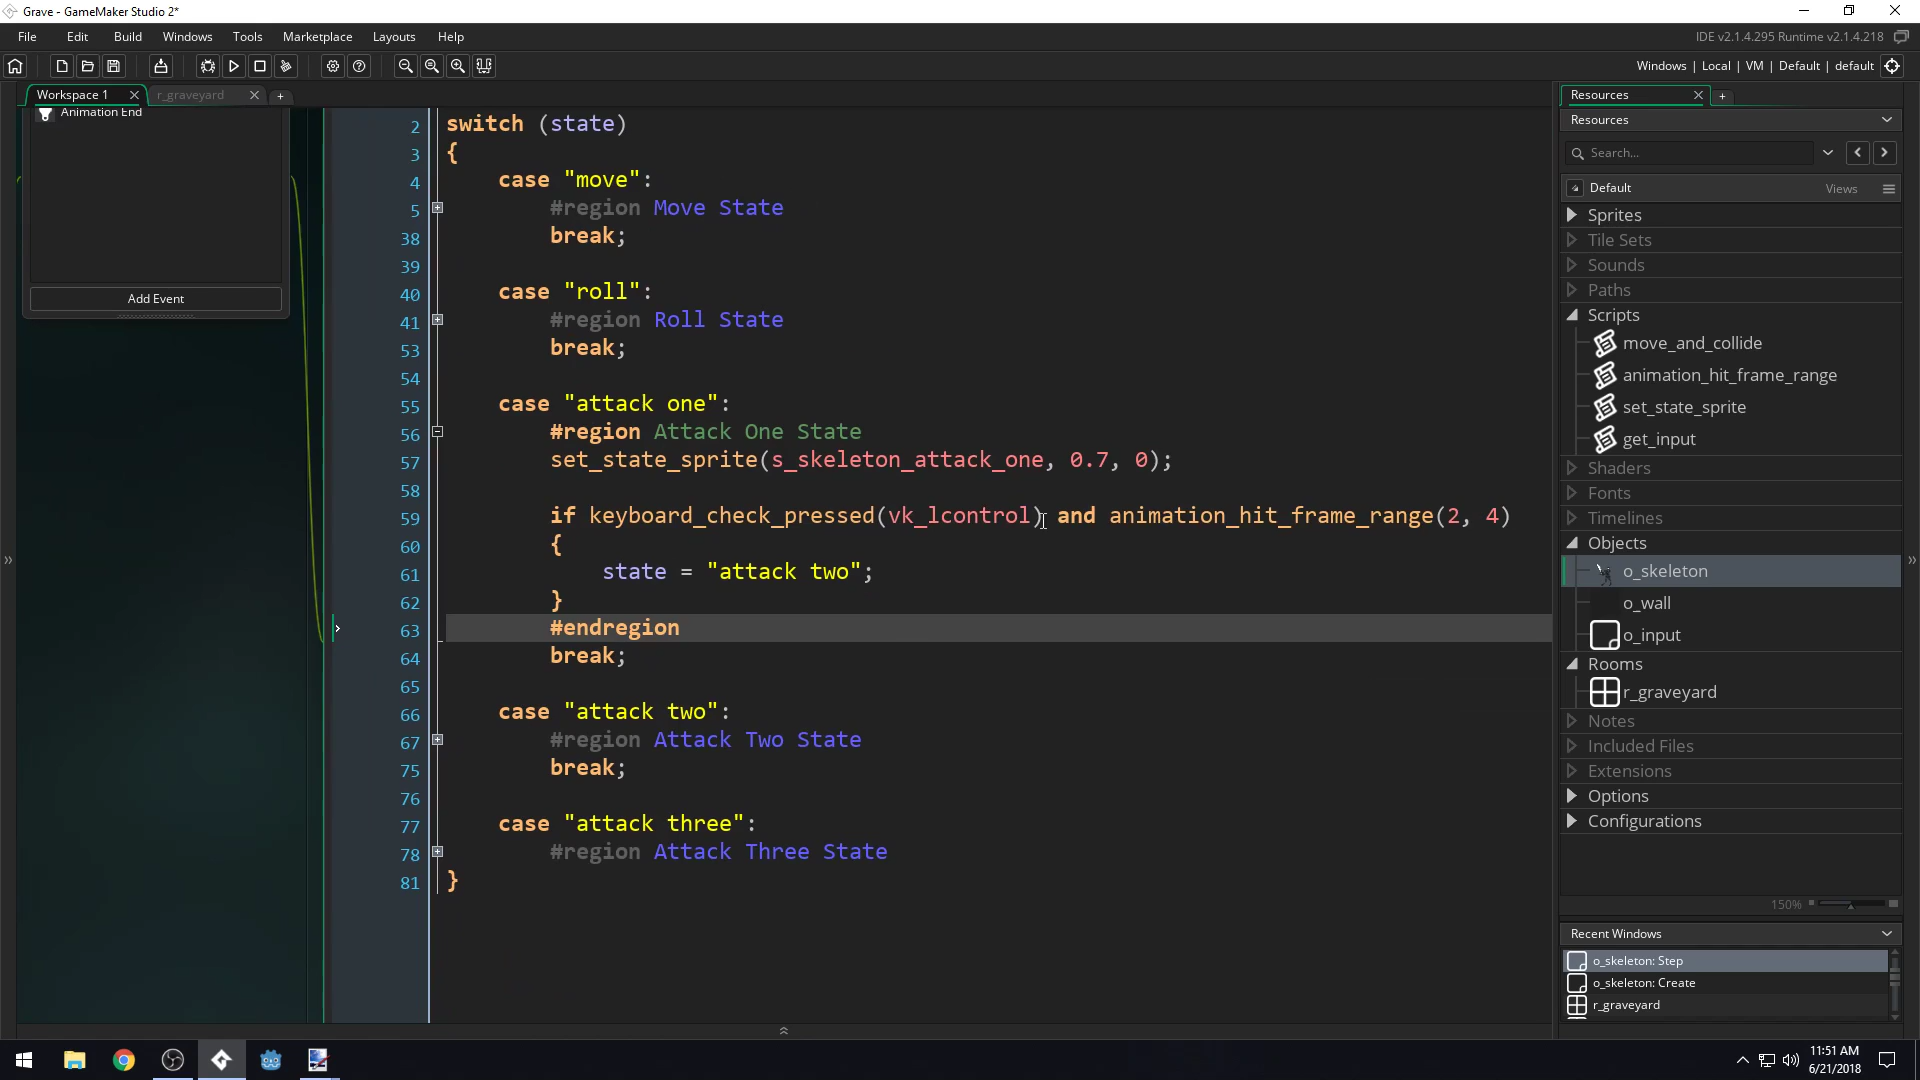 Grave - GameMaker Studio 2*
File Edit Build Windows Tools Marketplace Layouts Help
IDE v2.1.4.295 Runtime v2.1.4.218
Windows | Local | VM | Default | default
Workspace 1
r_graveyard
Animation End
Add Event
2 switch (state)
3 {
4 case "move":
5 #region Move State
38 break;
39
40 case "roll":
41 #region Roll State
53 break;
54
55 case "attack one":
56 #region Attack One State
57 set_state_sprite(s_skeleton_attack_one, 0.7, 0);
58
59 if keyboard_check_pressed(vk_lcontrol) and animation_hit_frame_range(2, 4)
60 {
61 state = "attack two";
62 }
63 #endregion
64 break;
65
66 case "attack two":
67 #region Attack Two State
75 break;
76
77 case "attack three":
78 #region Attack Three State
81 }
Resources
Resources
Search...
Default
Views
Sprites
Tile Sets
Sounds
Paths
Scripts
move_and_collide
animation_hit_frame_range
set_state_sprite
get_input
Shaders
Fonts
Timelines
Objects
o_skeleton
o_wall
o_input
Rooms
r_graveyard
Notes
Included Files
Extensions
Options
Configurations
150%
Recent Windows
o_skeleton: Step
o_skeleton: Create
r_graveyard
11:51 AM
6/21/2018